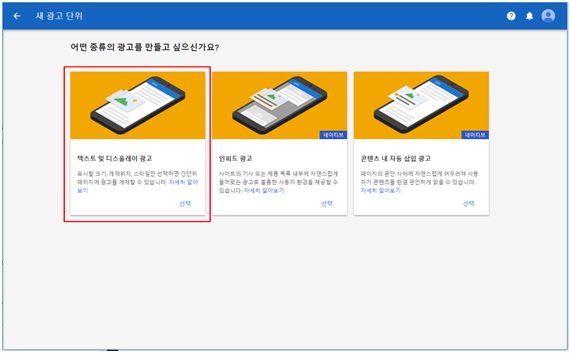 새 광고 단위
어떤 종류의 광고를 만들고 싶으신가요?
텍스트 및 디스플레이 광고
표시할 크기, 게재위치, 스타일만 선택하면 간단히
페이지에 광고를 게재할 수 있습니다. 자세히 알아
보기
선택
네이티브
인피드 광고
사이트의 기사 또는 제품 목록 내부에 자연스럽게
들어맞는 광고로 훌륭한 사용자 환경을 제공할 수
있습니다. 자세히 알아보기
선택
네이티브
콘텐츠 내 자동 삽입 광고
페이지의 문단 사이에 자연스럽게 어우러져 사용
자가 콘텐츠를 한결 편안하게 읽을 수 있습니다. 자
세히 알아보기
선택